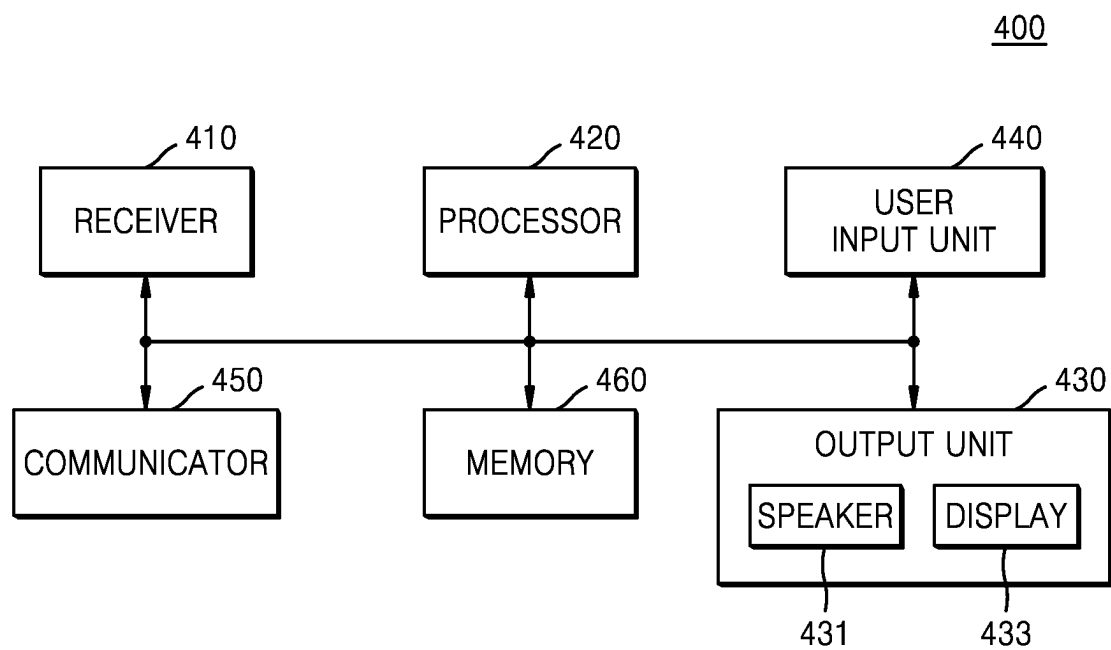 400
410
420
440
RECEIVER
PROCESSOR
USER
INPUT UNIT
450
460
430
COMMUNICATOR
MEMORY
OUTPUT UNIT
SPEAKER
DISPLAY
431
433